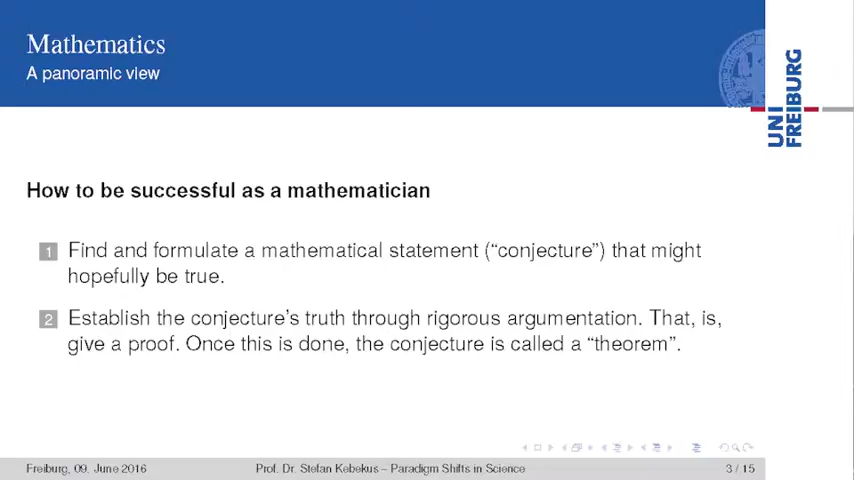 Mathematics
A panoramic view
UNI
FREIBURG
How to be successful as a mathematician
1 Find and formulate a mathematical statement (“conjecture”) that might
hopefully be true.
2 Establish the conjecture’s truth through rigorous argumentation. That, is,
give a proof. Once this is done, the conjecture is called a “theorem”.
Freiburg, 09. June 2016 Prof. Dr. Stefan Kebekus – Paradigm Shifts in Science 3 / 15